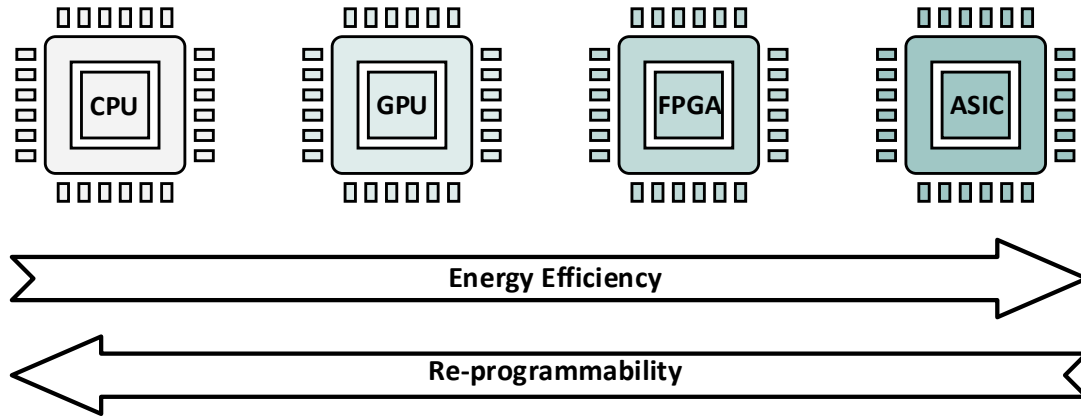 CPU
GPU
FPGA
ASIC
Energy Efficiency
Re-programmability